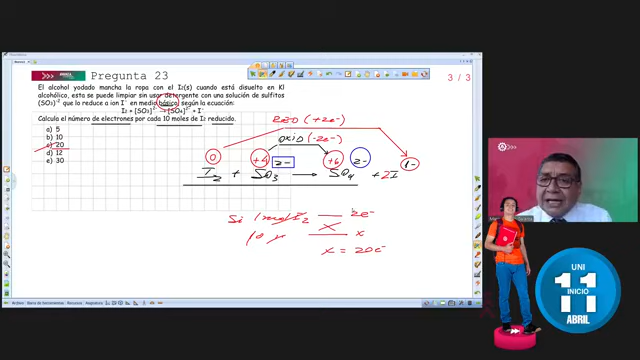 Pregunta 23
3 / 3
El alcohol yodado mancha la ropa con el I₂(s) cuando está disuelto en KI
alcohólico, esta se puede limpiar sin usar detergente con una solución de sulfitos
(SO₃)⁻² que la reduce a ion I⁻ en medio básico según la ecuación:
I₂ + [SO₃]²⁻ → [SO₄]²⁻ + I⁻
Calcula el número de electrones por cada 10 moles de I₂ reducido.
a) 5
b) 10
c) 20
d) 12
e) 30
RED (+2e-)
OXID (-2e-)
0 +4 2- +6 2- 1-
I₂ + SO₃ → SO₄ + 2I
Si 1mol I₂ 2e-
10 x
x = 20e-
UNI
INICIO
11
ABRIL